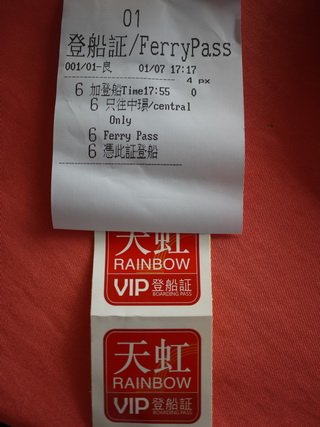 01
登船証/FerryPass
001/01-良 01/07 17:17
4 px
6 加登船Time17:55 0
6 只往中環/central
Only
6 Ferry Pass
6 憑此証登船
天虹
RAINBOW
VIP 登船証
BOARDING PASS
天虹
RAINBOW
VIP 登船証
BOARDING PASS